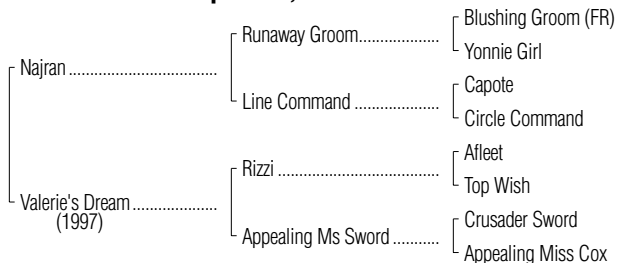 Blushing Groom (FR)
Runaway Groom
Yonnie Girl
Najran
Capote
Line Command
Circle Command
Afleet
Rizzi
Top Wish
Valerie's Dream
(1997)
Crusader Sword
Appealing Ms Sword
Appealing Miss Cox